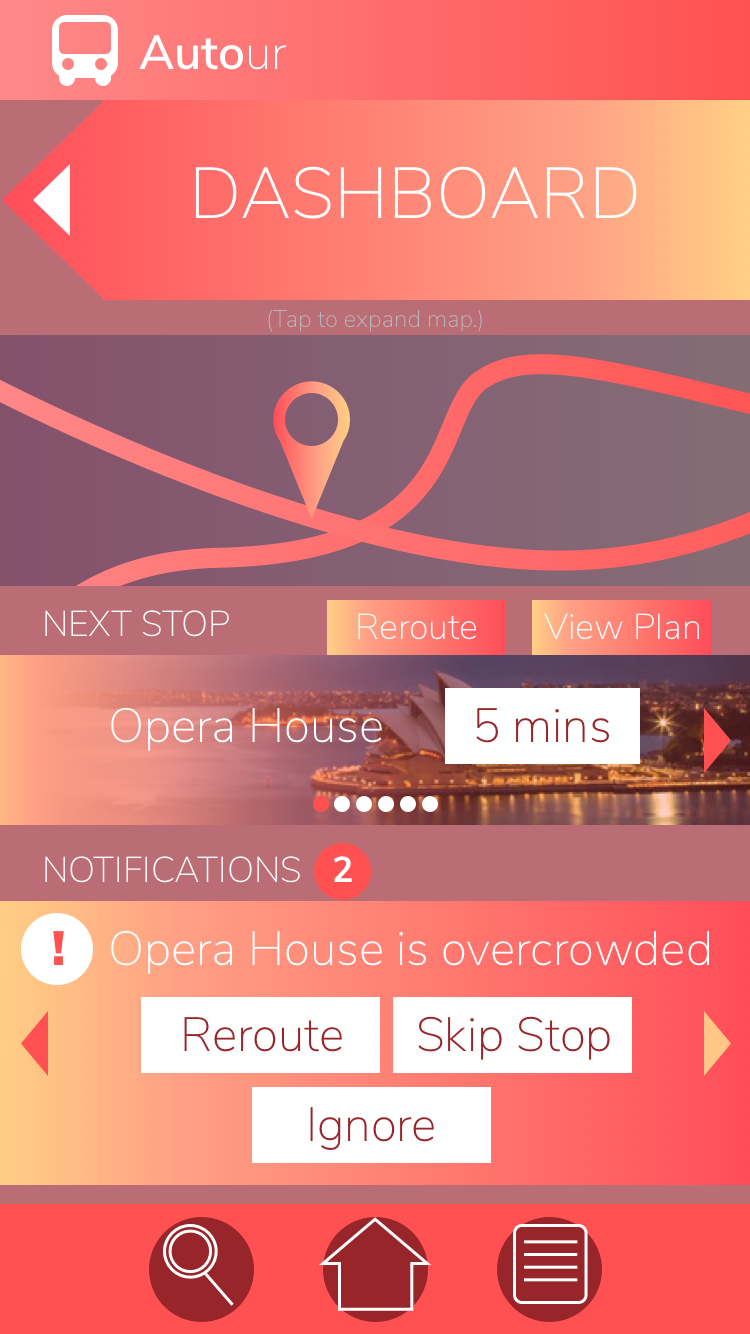 Autour
DASHBOARD
(Tap to expand map.)
NEXT STOP
Reroute
View Plan
Opera House
5 mins
NOTIFICATIONS 2
! Opera House is overcrowded
Reroute
Skip Stop
Ignore